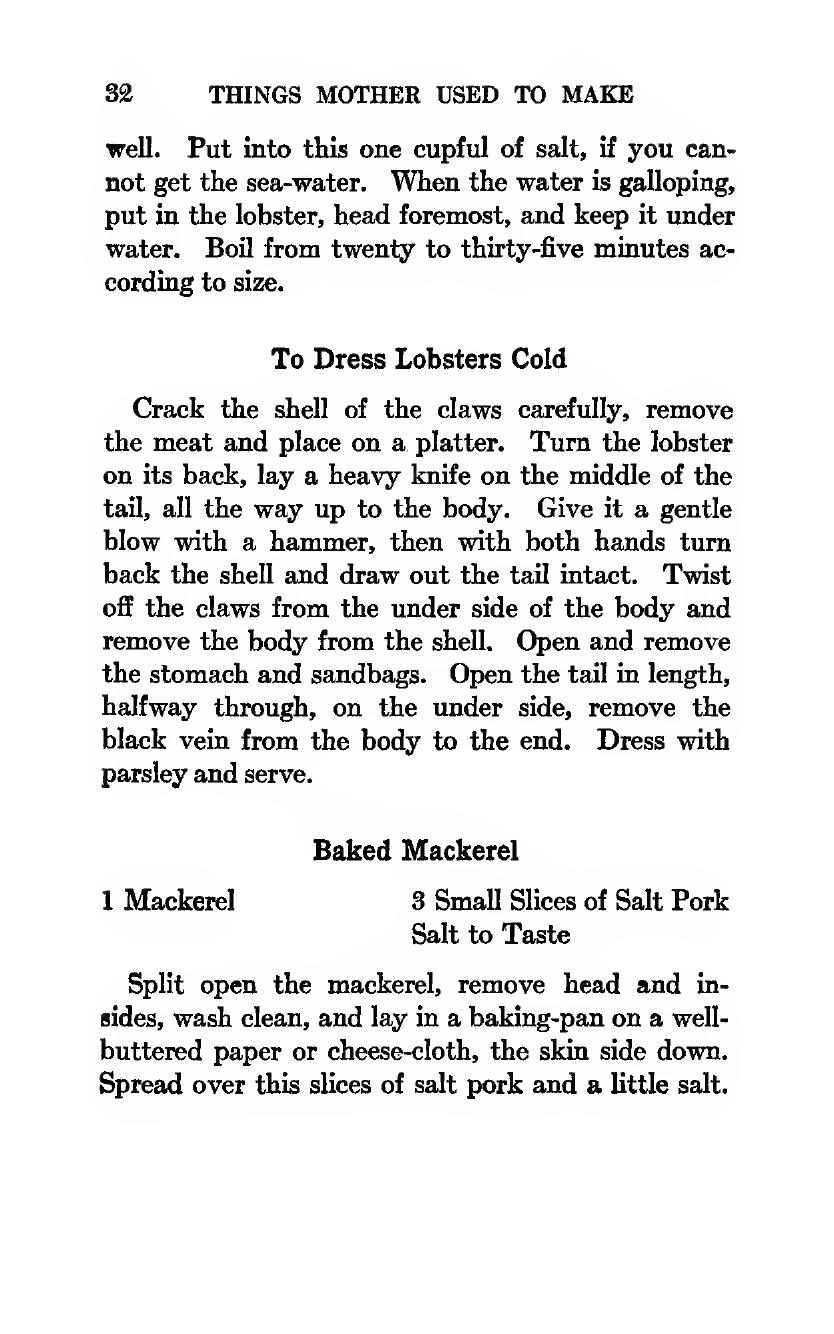 32 THINGS MOTHER USED TO MAKE
well. Put into this one cupful of salt, if you can-
not get the sea-water. When the water is galloping,
put in the lobster, head foremost, and keep it under
water. Boil from twenty to thirty-five minutes ac-
cording to size.
To Dress Lobsters Cold
Crack the shell of the claws carefully, remove
the meat and place on a platter. Turn the lobster
on its back, lay a heavy knife on the middle of the
tail, all the way up to the body. Give it a gentle
blow with a hammer, then with both hands turn
back the shell and draw out the tail intact. Twist
off the claws from the under side of the body and
remove the body from the shell. Open and remove
the stomach and sandbags. Open the tail in length,
halfway through, on the under side, remove the
black vein from the body to the end. Dress with
parsley and serve.
Baked Mackerel
1 Mackerel 3 Small Slices of Salt Pork
Salt to Taste
Split open the mackerel, remove head and in-
sides, wash clean, and lay in a baking-pan on a well-
buttered paper or cheese-cloth, the skin side down.
Spread over this slices of salt pork and a little salt.